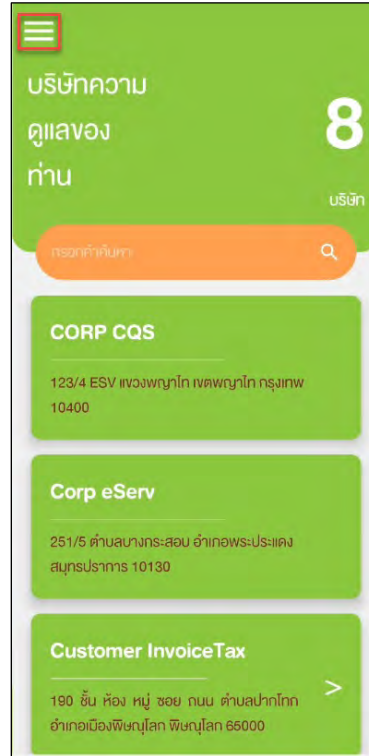 บริษัทความ
ดูแลของ
ท่าน
8
บริษัท
กรอกคำค้นหา
CORP CQS
123/4 ESV แขวงพญาไท เขตพญาไท กรุงเทพ
10400
Corp eServ
251/5 ตำบลบางกระสอบ อำเภอพระประแดง
สมุทรปราการ 10130
Customer InvoiceTax
190 ชั้น ห้อง หมู่ ซอย ถนน ตำบลปากโทก
อำเภอเมืองพิษณุโลก พิษณุโลก 65000
>